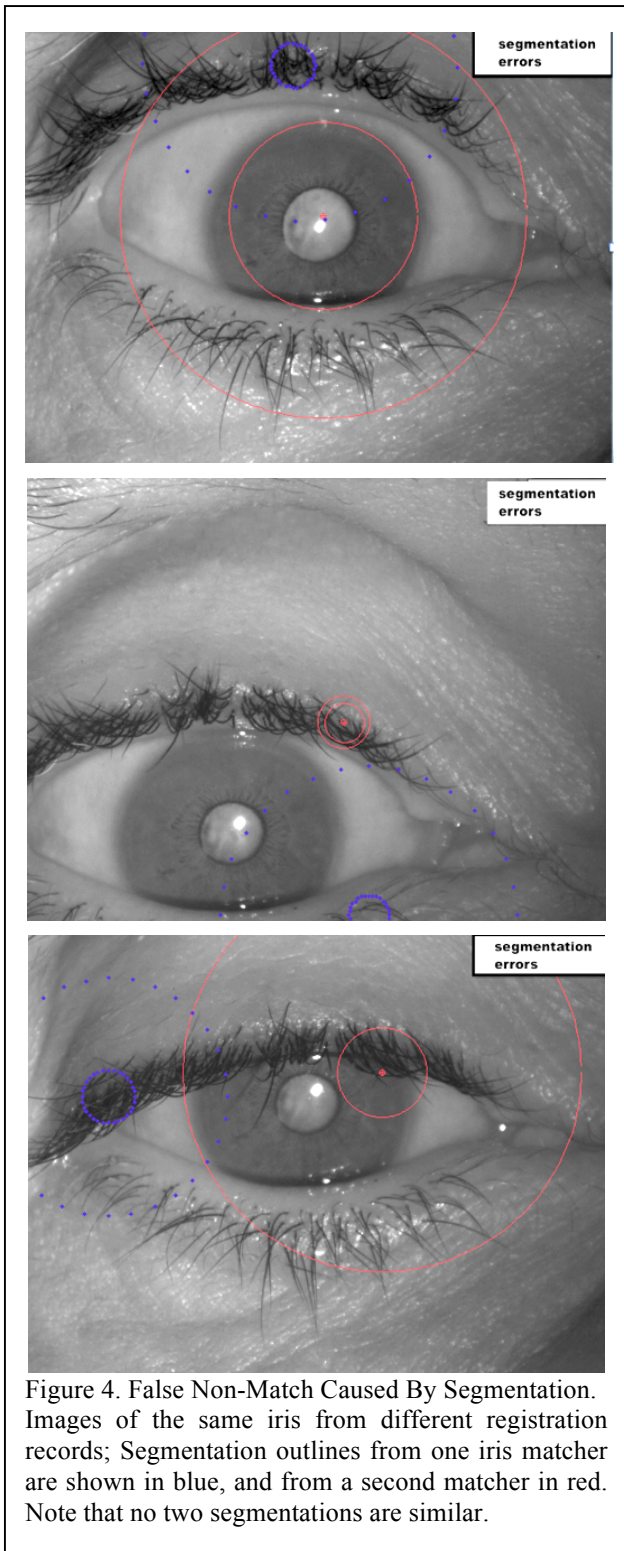 segmentation
errors
segmentation
errors
segmentation
errors
Figure 4. False Non-Match Caused By Segmentation.
Images of the same iris from different registration
records; Segmentation outlines from one iris matcher
are shown in blue, and from a second matcher in red.
Note that no two segmentations are similar.